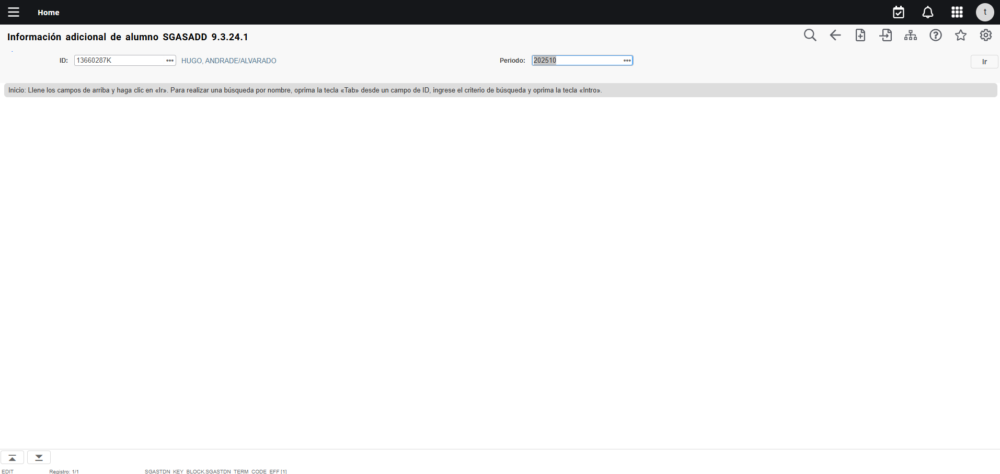 Home
t
Información adicional de alumno SGASADD 9.3.24.1
ID: 13660287K ••• HUGO, ANDRADE/ALVARADO Periodo: 202510 ••• Ir
Inicio: Llene los campos de arriba y haga clic en «Ir». Para realizar una búsqueda por nombre, oprima la tecla «Tab» desde un campo de ID, ingrese el criterio de búsqueda y oprima la tecla «Intro».
EDIT Registro: 1/1 SGASTDN_KEY_BLOCK.SGASTDN_TERM_CODE_EFF [1]